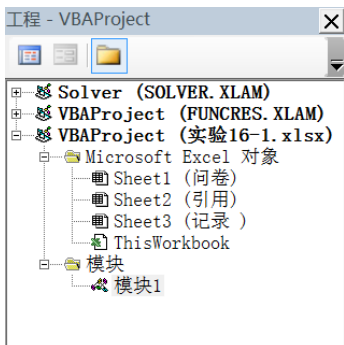 工程 - VBAProject
Solver (SOLVER.XLAM)
VBAProject (FUNCRES.XLAM)
VBAProject (实验16-1.xlsx)
Microsoft Excel 对象
Sheet1 (问卷)
Sheet2 (引用)
Sheet3 (记录 )
ThisWorkbook
模块
模块1